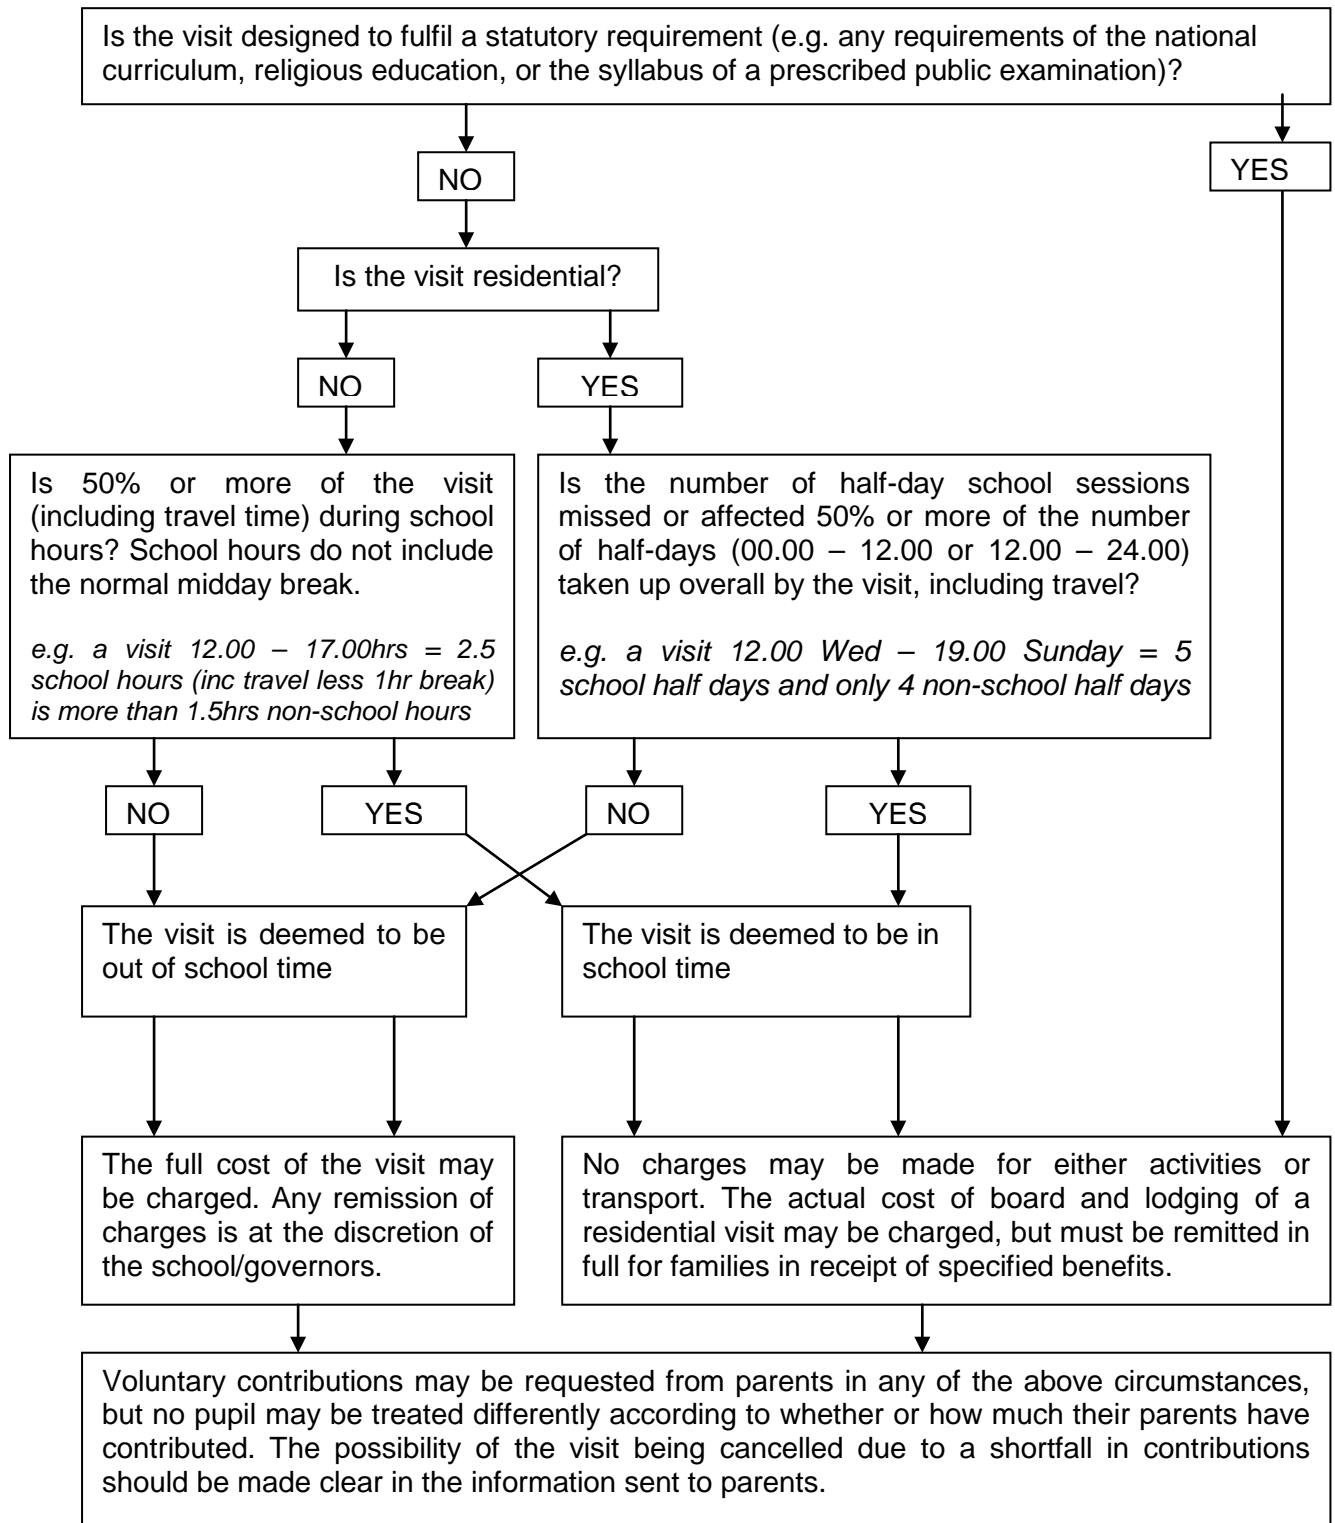 Is the visit designed to fulfil a statutory requirement (e.g. any requirements of the national
curriculum, religious education, or the syllabus of a prescribed public examination)?
NO
YES
Is the visit residential?
NO
YES
Is 50% or more of the visit
(including travel time) during school
hours? School hours do not include
the normal midday break.
e.g. a visit 12.00 – 17.00hrs = 2.5
school hours (inc travel less 1hr break)
is more than 1.5hrs non-school hours
Is the number of half-day school sessions
missed or affected 50% or more of the number
of half-days (00.00 – 12.00 or 12.00 – 24.00)
taken up overall by the visit, including travel?
e.g. a visit 12.00 Wed – 19.00 Sunday = 5
school half days and only 4 non-school half days
NO
YES
NO
YES
The visit is deemed to be
out of school time
The visit is deemed to be in
school time
The full cost of the visit may
be charged. Any remission of
charges is at the discretion of
the school/governors.
No charges may be made for either activities or
transport. The actual cost of board and lodging of a
residential visit may be charged, but must be remitted in
full for families in receipt of specified benefits.
Voluntary contributions may be requested from parents in any of the above circumstances,
but no pupil may be treated differently according to whether or how much their parents have
contributed. The possibility of the visit being cancelled due to a shortfall in contributions
should be made clear in the information sent to parents.